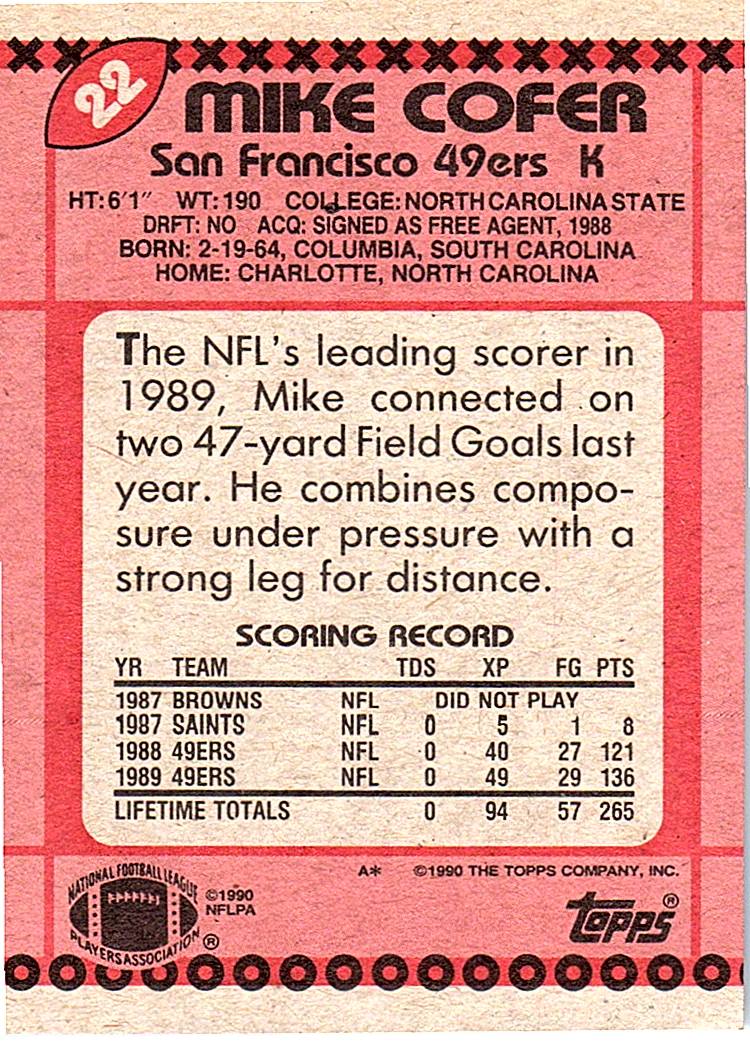 22
MIKE COFER
San Francisco 49ers K
HT: 6'1" WT: 190 COLLEGE: NORTH CAROLINA STATE
DRFT: NO ACQ: SIGNED AS FREE AGENT, 1988
BORN: 2-19-64, COLUMBIA, SOUTH CAROLINA
HOME: CHARLOTTE, NORTH CAROLINA
The NFL's leading scorer in
1989, Mike connected on
two 47-yard Field Goals last
year. He combines compo-
sure under pressure with a
strong leg for distance.
SCORING RECORD
YR TEAM TDS XP FG PTS
1987 BROWNS NFL DID NOT PLAY
1987 SAINTS NFL 0 5 1 8
1988 49ERS NFL 0 40 27 121
1989 49ERS NFL 0 49 29 136
LIFETIME TOTALS 0 94 57 265
A* ©1990 THE TOPPS COMPANY, INC.
NATIONAL FOOTBALL LEAGUE
PLAYERS ASSOCIATION ®
©1990
NFLPA
topps®